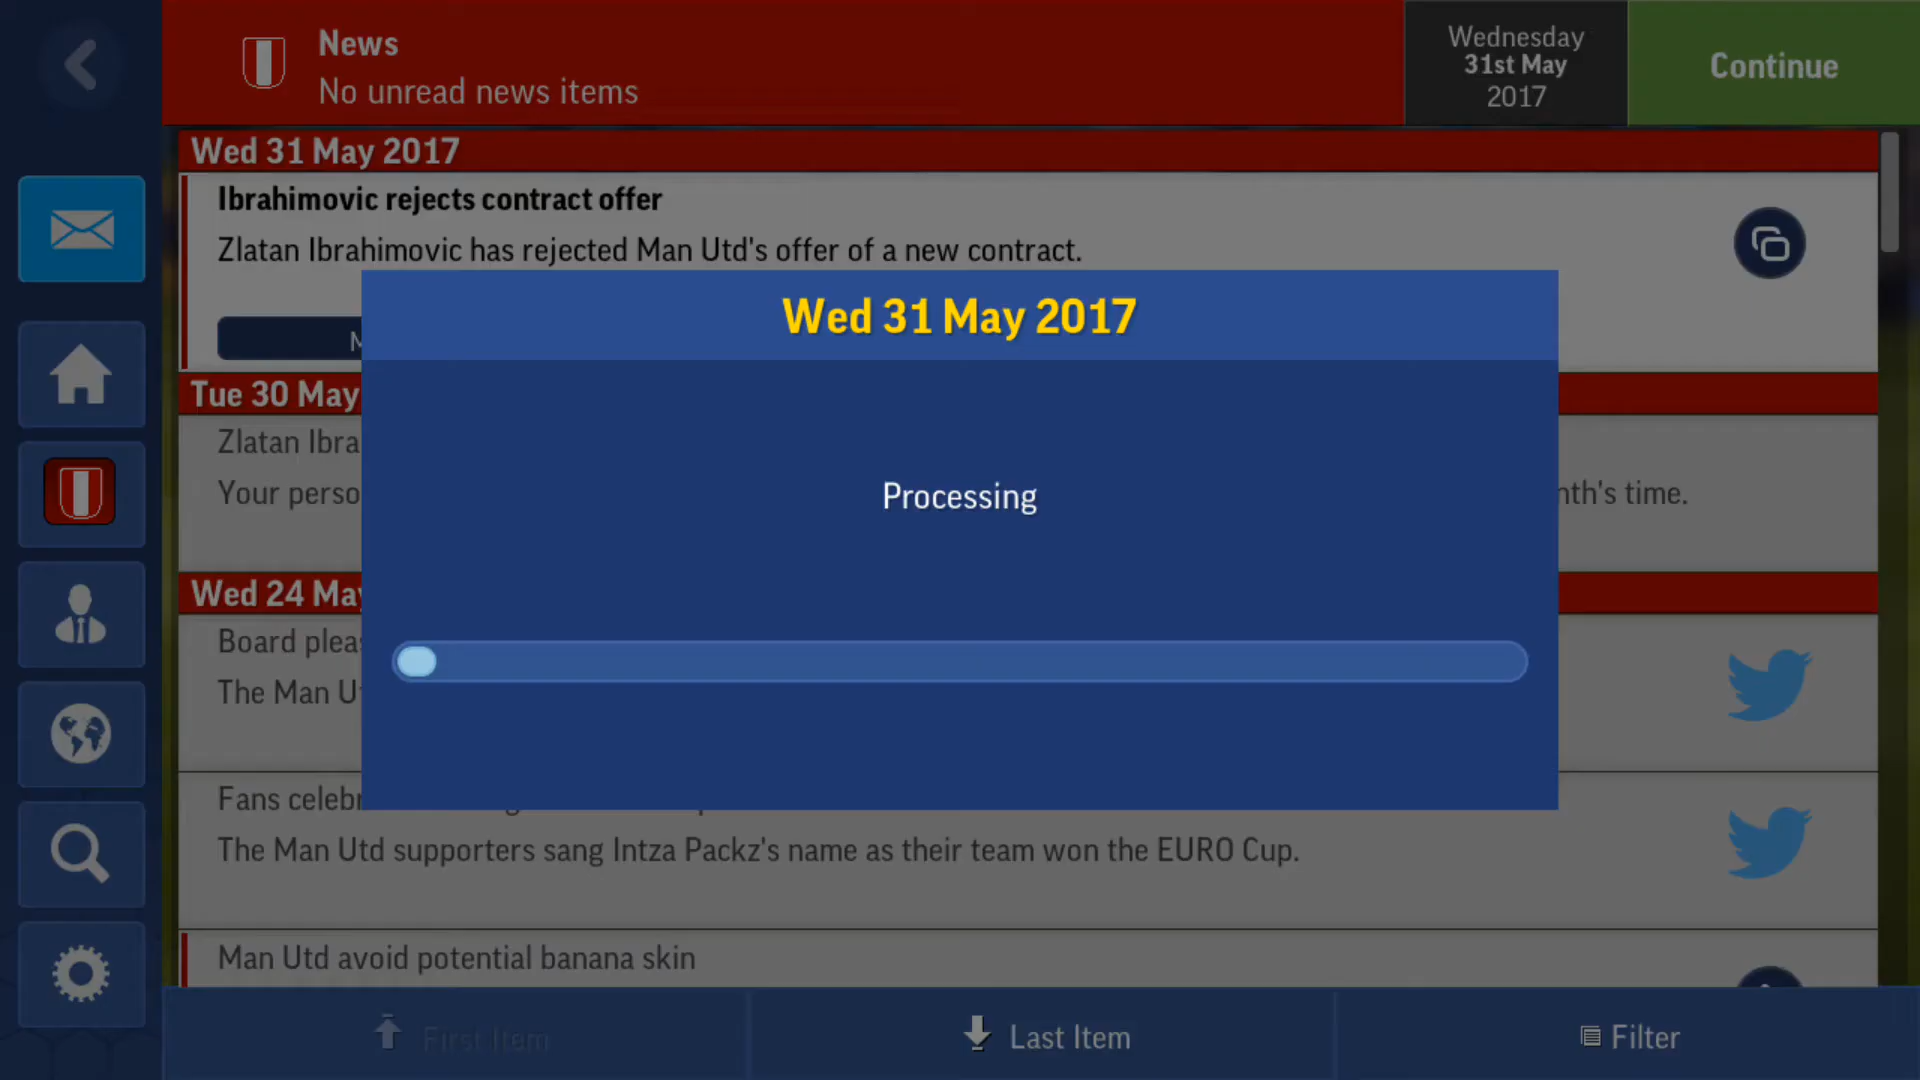 News
No unread news items
Wednesday
31st May
2017
Continue
Wed 31 May 2017
Ibrahimovic rejects contract offer
Zlatan Ibrahimovic has rejected Man Utd's offer of a new contract.
Wed 31 May 2017
Processing
Tue 30 May
Zlatan Ibra
Your perso
nth's time.
Wed 24 May
Board plea
The Man U
Fans celeb
The Man Utd supporters sang Intza Packz's name as their team won the EURO Cup.
Man Utd avoid potential banana skin
First Item
Last Item
Filter